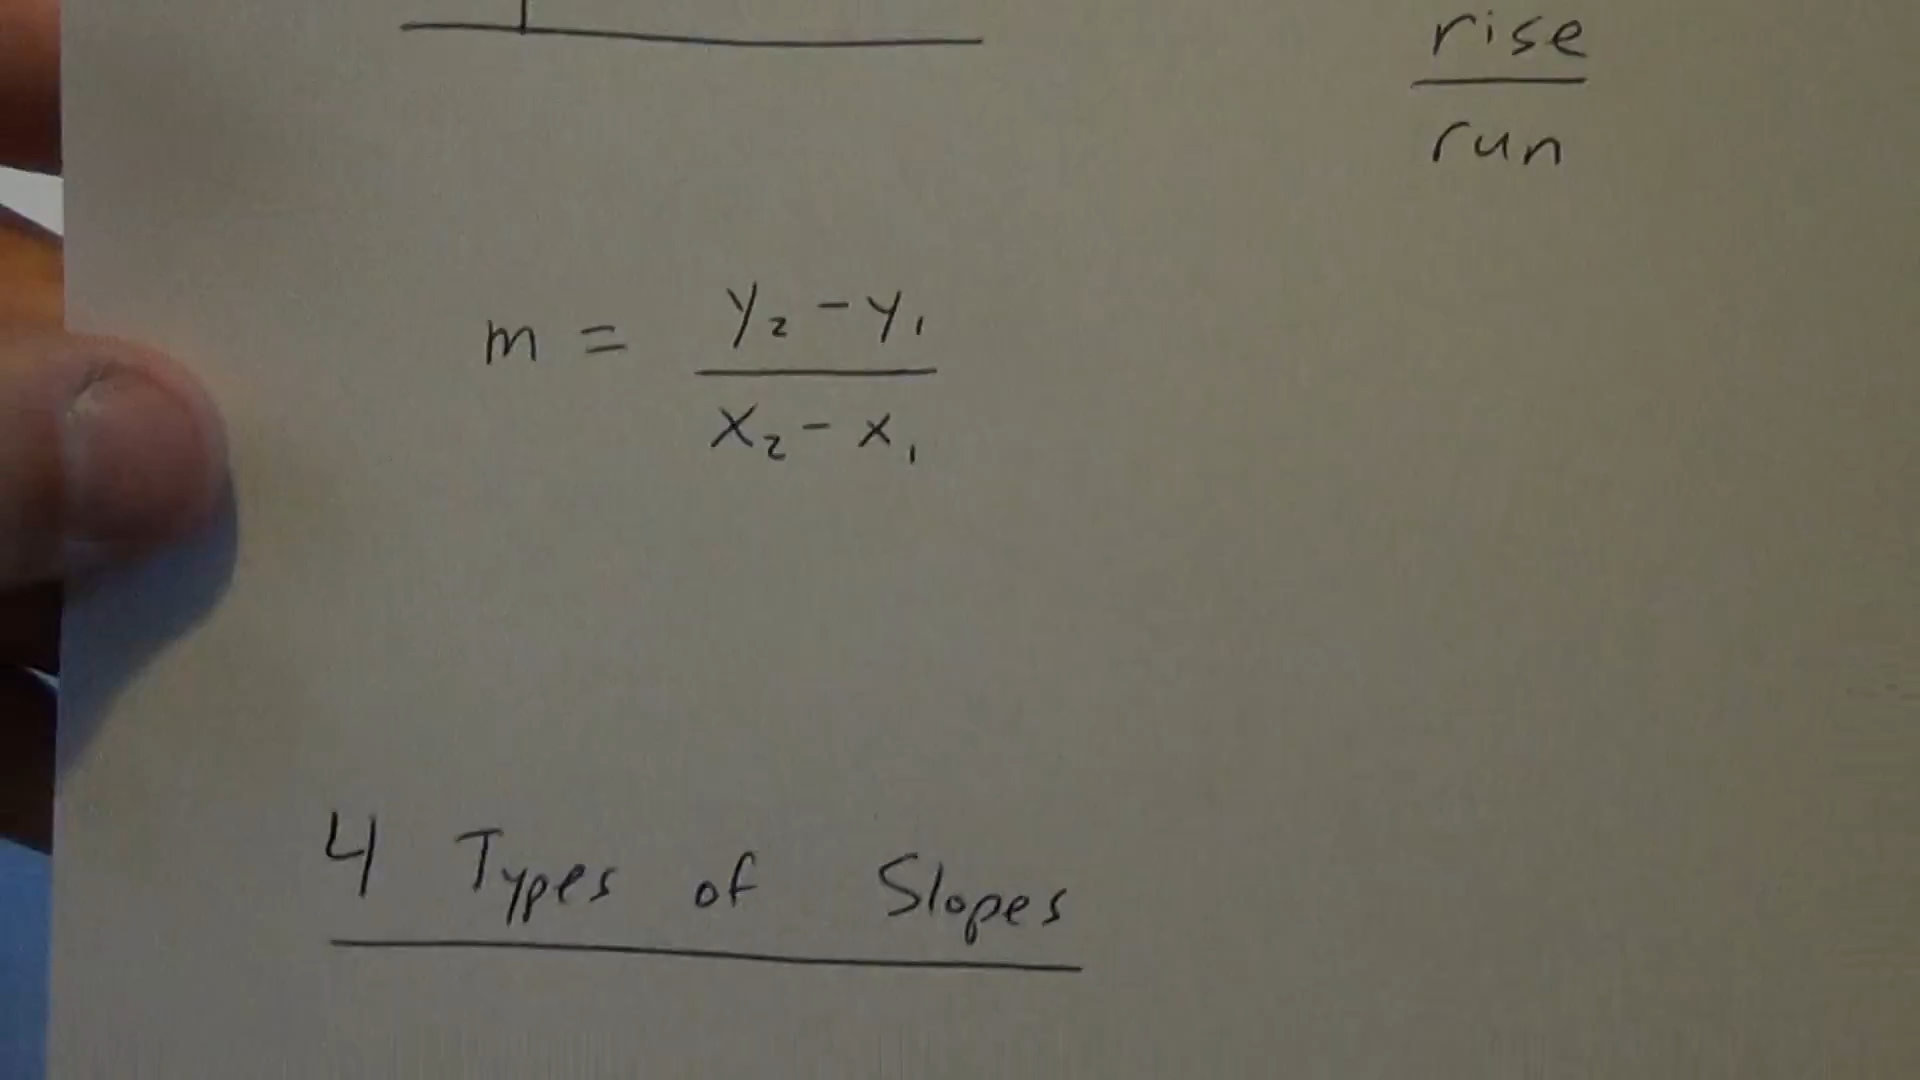 rise
run
m = y₂ - y₁
x₂ - x₁
4 Types of Slopes